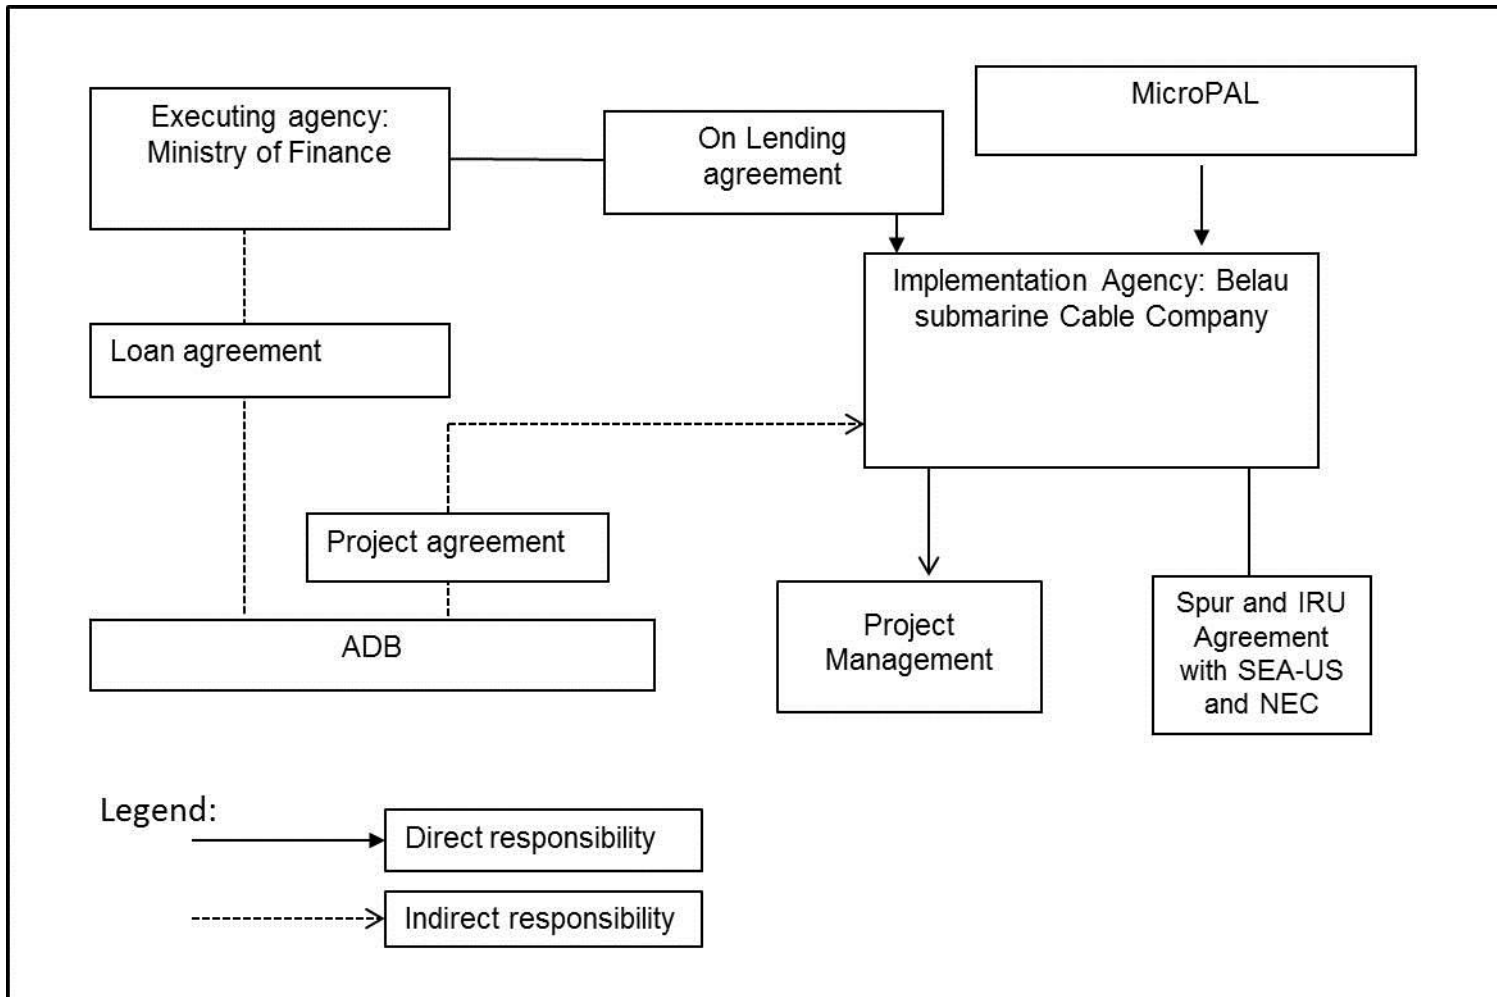 Executing agency:
Ministry of Finance
On Lending
agreement
MicroPAL
Implementation Agency: Belau
submarine Cable Company
Loan agreement
Project agreement
ADB
Project
Management
Spur and IRU
Agreement
with SEA-US
and NEC
Legend:
Direct responsibility
Indirect responsibility